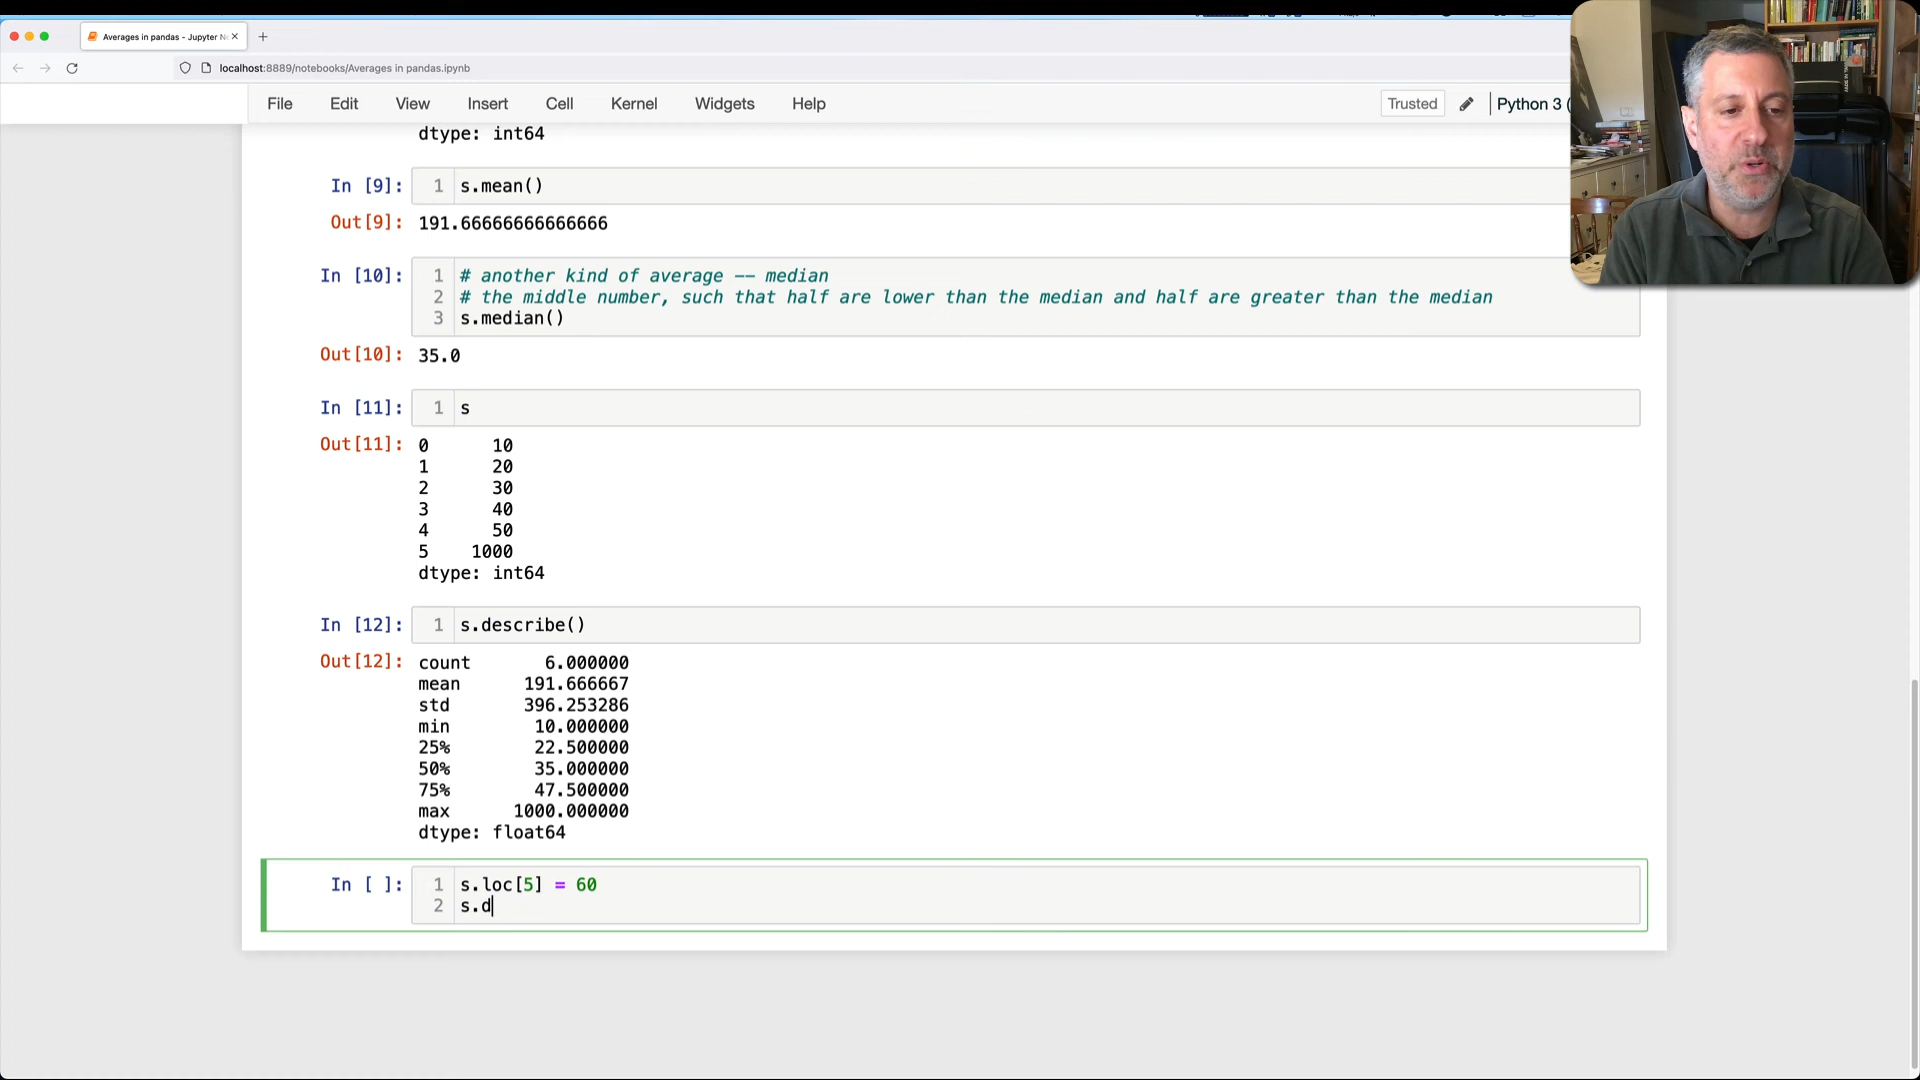 Averages in pandas - Jupyter N
localhost:8889/notebooks/Averages in pandas.ipynb
File Edit View Insert Cell Kernel Widgets Help Trusted Python 3 (
dtype: int64
In [9]: 1 s.mean()
Out[9]: 191.66666666666666
In [10]: 1 # another kind of average -- median
2 # the middle number, such that half are lower than the median and half are greater than the median
3 s.median()
Out[10]: 35.0
In [11]: 1 s
Out[11]: 0 10
1 20
2 30
3 40
4 50
5 1000
dtype: int64
In [12]: 1 s.describe()
Out[12]: count 6.000000
mean 191.666667
std 396.253286
min 10.000000
25% 22.500000
50% 35.000000
75% 47.500000
max 1000.000000
dtype: float64
In [ ]: 1 s.loc[5] = 60
2 s.d